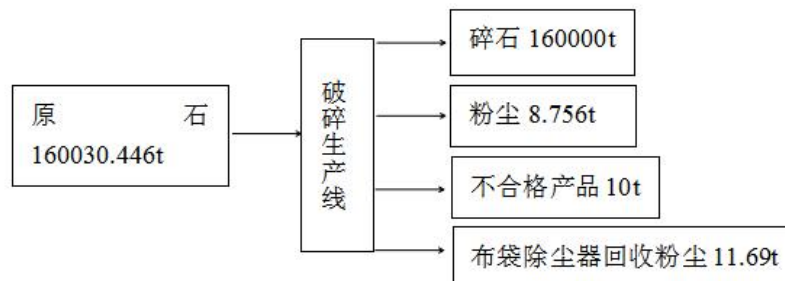 原 石
160030.446t
破碎生产线
碎石 160000t
粉尘 8.756t
不合格产品 10t
布袋除尘器回收粉尘 11.69t